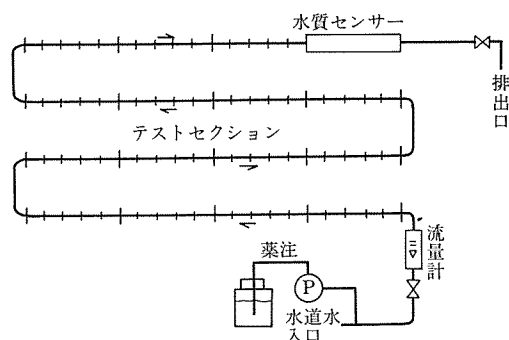 水質センサー
排出口
テストセクション
流量計
薬注
P
水道水
入口